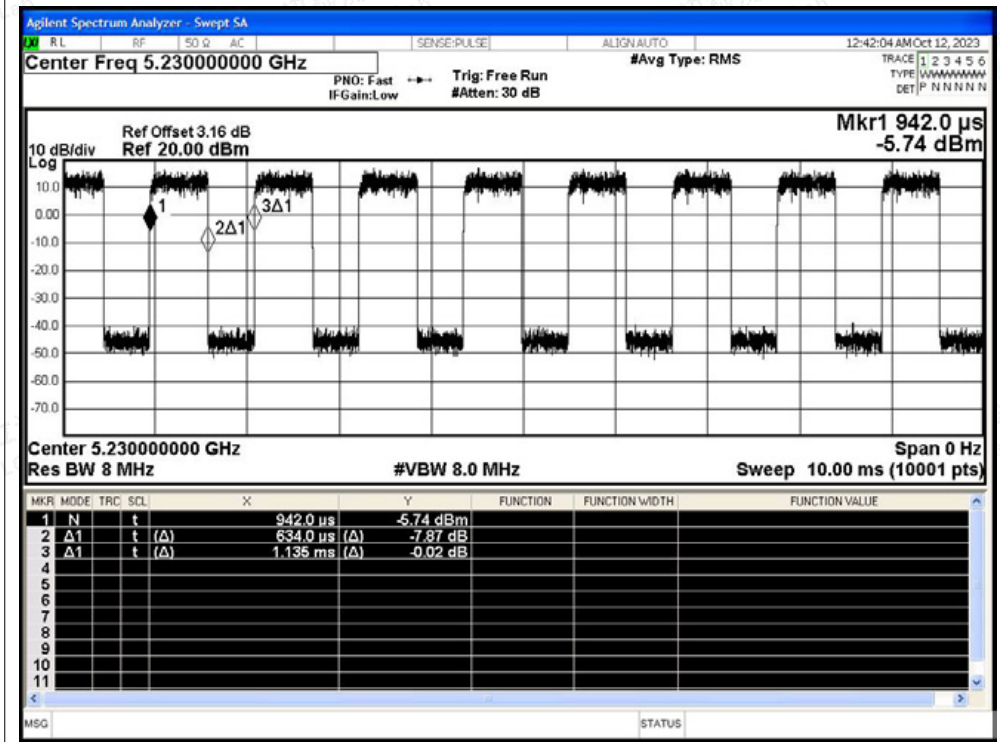 Agilent Spectrum Analyzer - Swept SA
RL RF 50 Ω AC SENSE:PULSE ALIGN AUTO 12:42:04 AM Oct 12, 2023
Center Freq 5.230000000 GHz #Avg Type: RMS TRACE 1 2 3 4 5 6
PNO: Fast Trig: Free Run TYPE WWWWWW
IFGain:Low #Atten: 30 dB DET P N N N N N
Mkr1 942.0 µs
Ref Offset 3.16 dB
10 dB/div Ref 20.00 dBm -5.74 dBm
Log
10.0
1 3Δ1
0.00
2Δ1
-10.0
-20.0
-30.0
-40.0
-50.0
-60.0
-70.0
Center 5.230000000 GHz Span 0 Hz
Res BW 8 MHz #VBW 8.0 MHz Sweep 10.00 ms (10001 pts)
MKR MODE TRC SCL X Y FUNCTION FUNCTION WIDTH FUNCTION VALUE
1 N t 942.0 µs -5.74 dBm
2 Δ1 t (Δ) 634.0 µs (Δ) -7.87 dB
3 Δ1 t (Δ) 1.135 ms (Δ) -0.02 dB
4
5
6
7
8
9
10
11
MSG STATUS